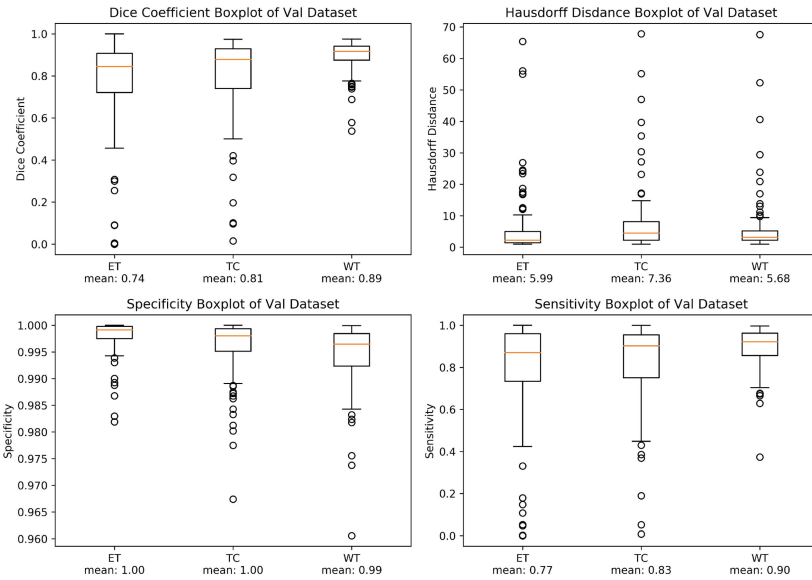 Dice Coefficient Boxplot of Val Dataset
Dice Coefficient
1.0
0.8
0.6
0.4
0.2
0.0
ET TC WT
mean: 0.74 mean: 0.81 mean: 0.89
Hausdorff Disdance Boxplot of Val Dataset
Hausdorff Disdance
70
60
50
40
30
20
10
0
ET TC WT
mean: 5.99 mean: 7.36 mean: 5.68
Specificity Boxplot of Val Dataset
Specificity
1.000
0.995
0.990
0.985
0.980
0.975
0.970
0.965
0.960
ET TC WT
mean: 1.00 mean: 1.00 mean: 0.99
Sensitivity Boxplot of Val Dataset
Sensitivity
1.0
0.8
0.6
0.4
0.2
0.0
ET TC WT
mean: 0.77 mean: 0.83 mean: 0.90